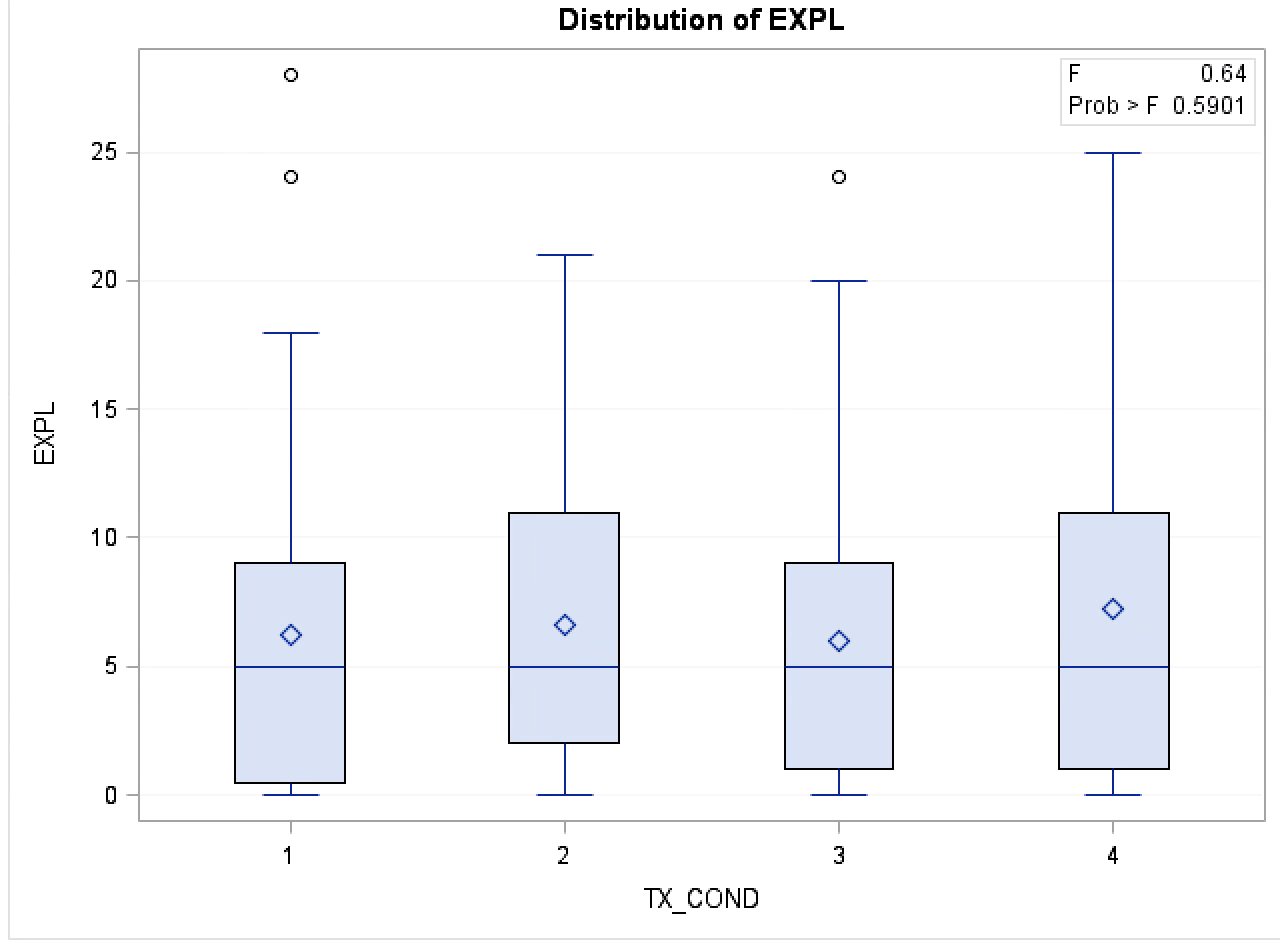 Distribution of EXPL
F 0.64
Prob > F 0.5901
25
20
15
10
5
0
EXPL
1 2 3 4
TX_COND